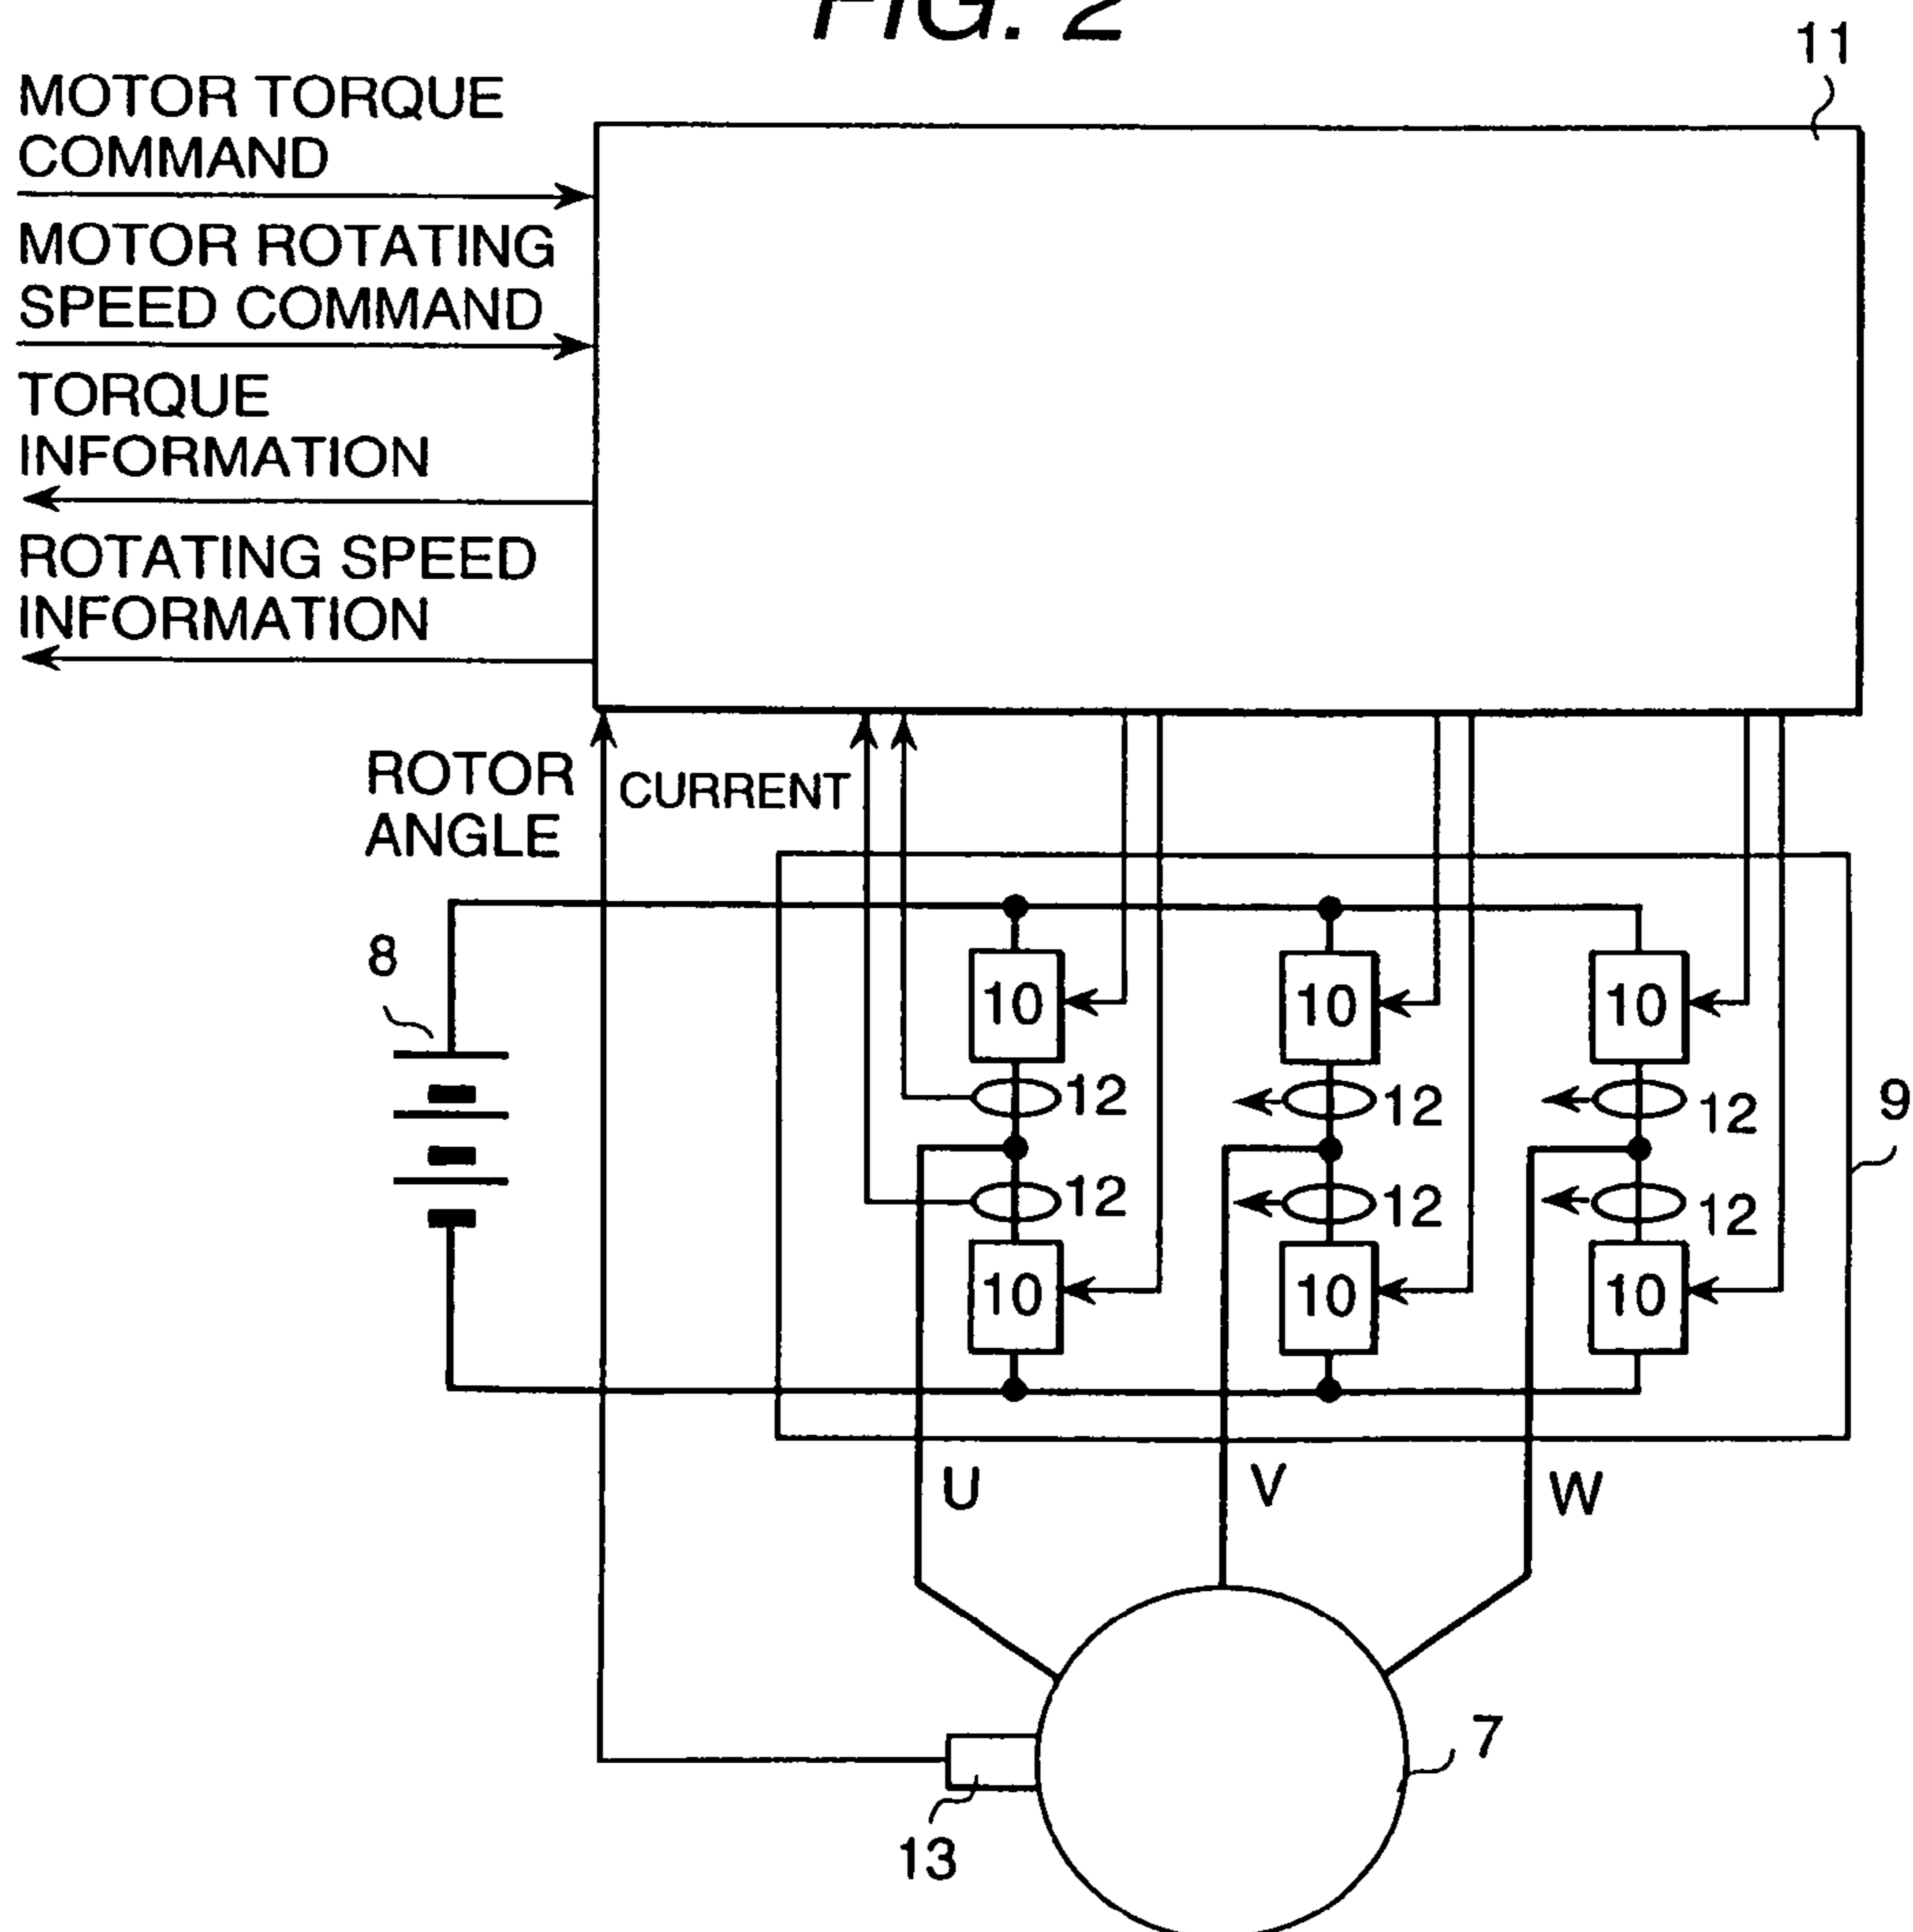 FIG. 2
11
MOTOR TORQUE
COMMAND
MOTOR ROTATING
SPEED COMMAND
TORQUE
INFORMATION
ROTATING SPEED
INFORMATION
ROTOR
ANGLE
CURRENT
8
10
10
10
12
12
12
9
12
12
12
10
10
10
U
V
W
7
13